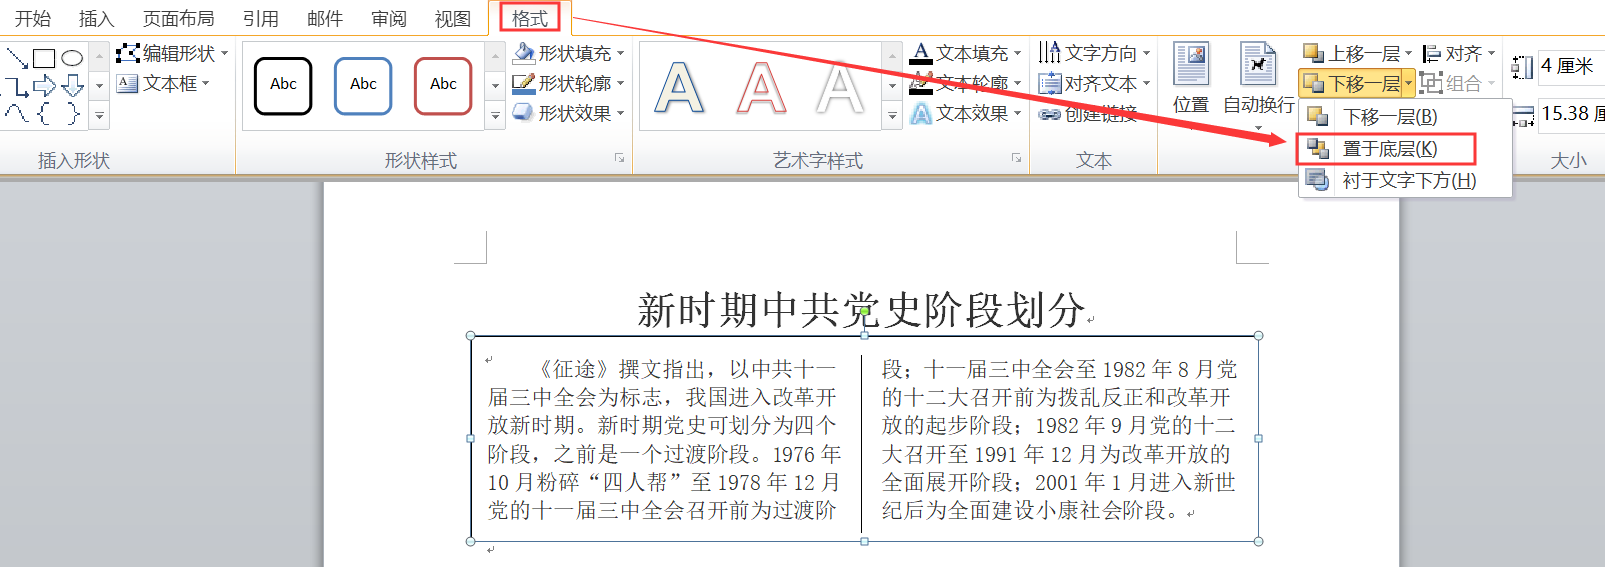 开始 插入 页面布局 引用 邮件 审阅 视图 格式
编辑形状
文本框
插入形状
Abc Abc Abc
形状填充
形状轮廓
形状效果
形状样式
A A A
文本填充
文本轮廓
文本效果
艺术字样式
文字方向
对齐文本
创建链接
文本
位置 自动换行
上移一层 对齐
下移一层 组合
下移一层(B)
置于底层(K)
衬于文字下方(H)
4 厘米
15.38 厘
大小
新时期中共党史阶段划分
《征途》撰文指出，以中共十一
届三中全会为标志，我国进入改革开
放新时期。新时期党史可划分为四个
阶段，之前是一个过渡阶段。1976 年
10 月粉碎“四人帮”至 1978 年 12 月
党的十一届三中全会召开前为过渡阶
段；十一届三中全会至 1982 年 8 月党
的十二大召开前为拨乱反正和改革开
放的起步阶段；1982 年 9 月党的十二
大召开至 1991 年 12 月为改革开放的
全面展开阶段；2001 年 1 月进入新世
纪后为全面建设小康社会阶段。